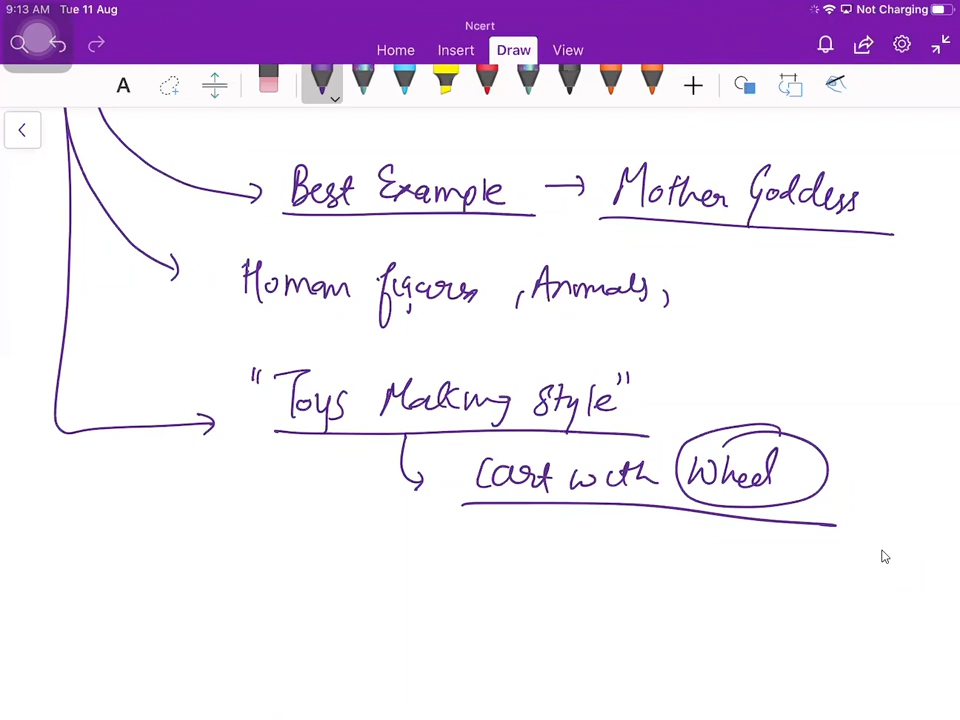 9:13 AM Tue 11 Aug Not Charging
Ncert
Home Insert Draw View
A
Best Example → Mother Goddess
Human figures, Animals,
"Toys Making Style"
Cart with Wheel